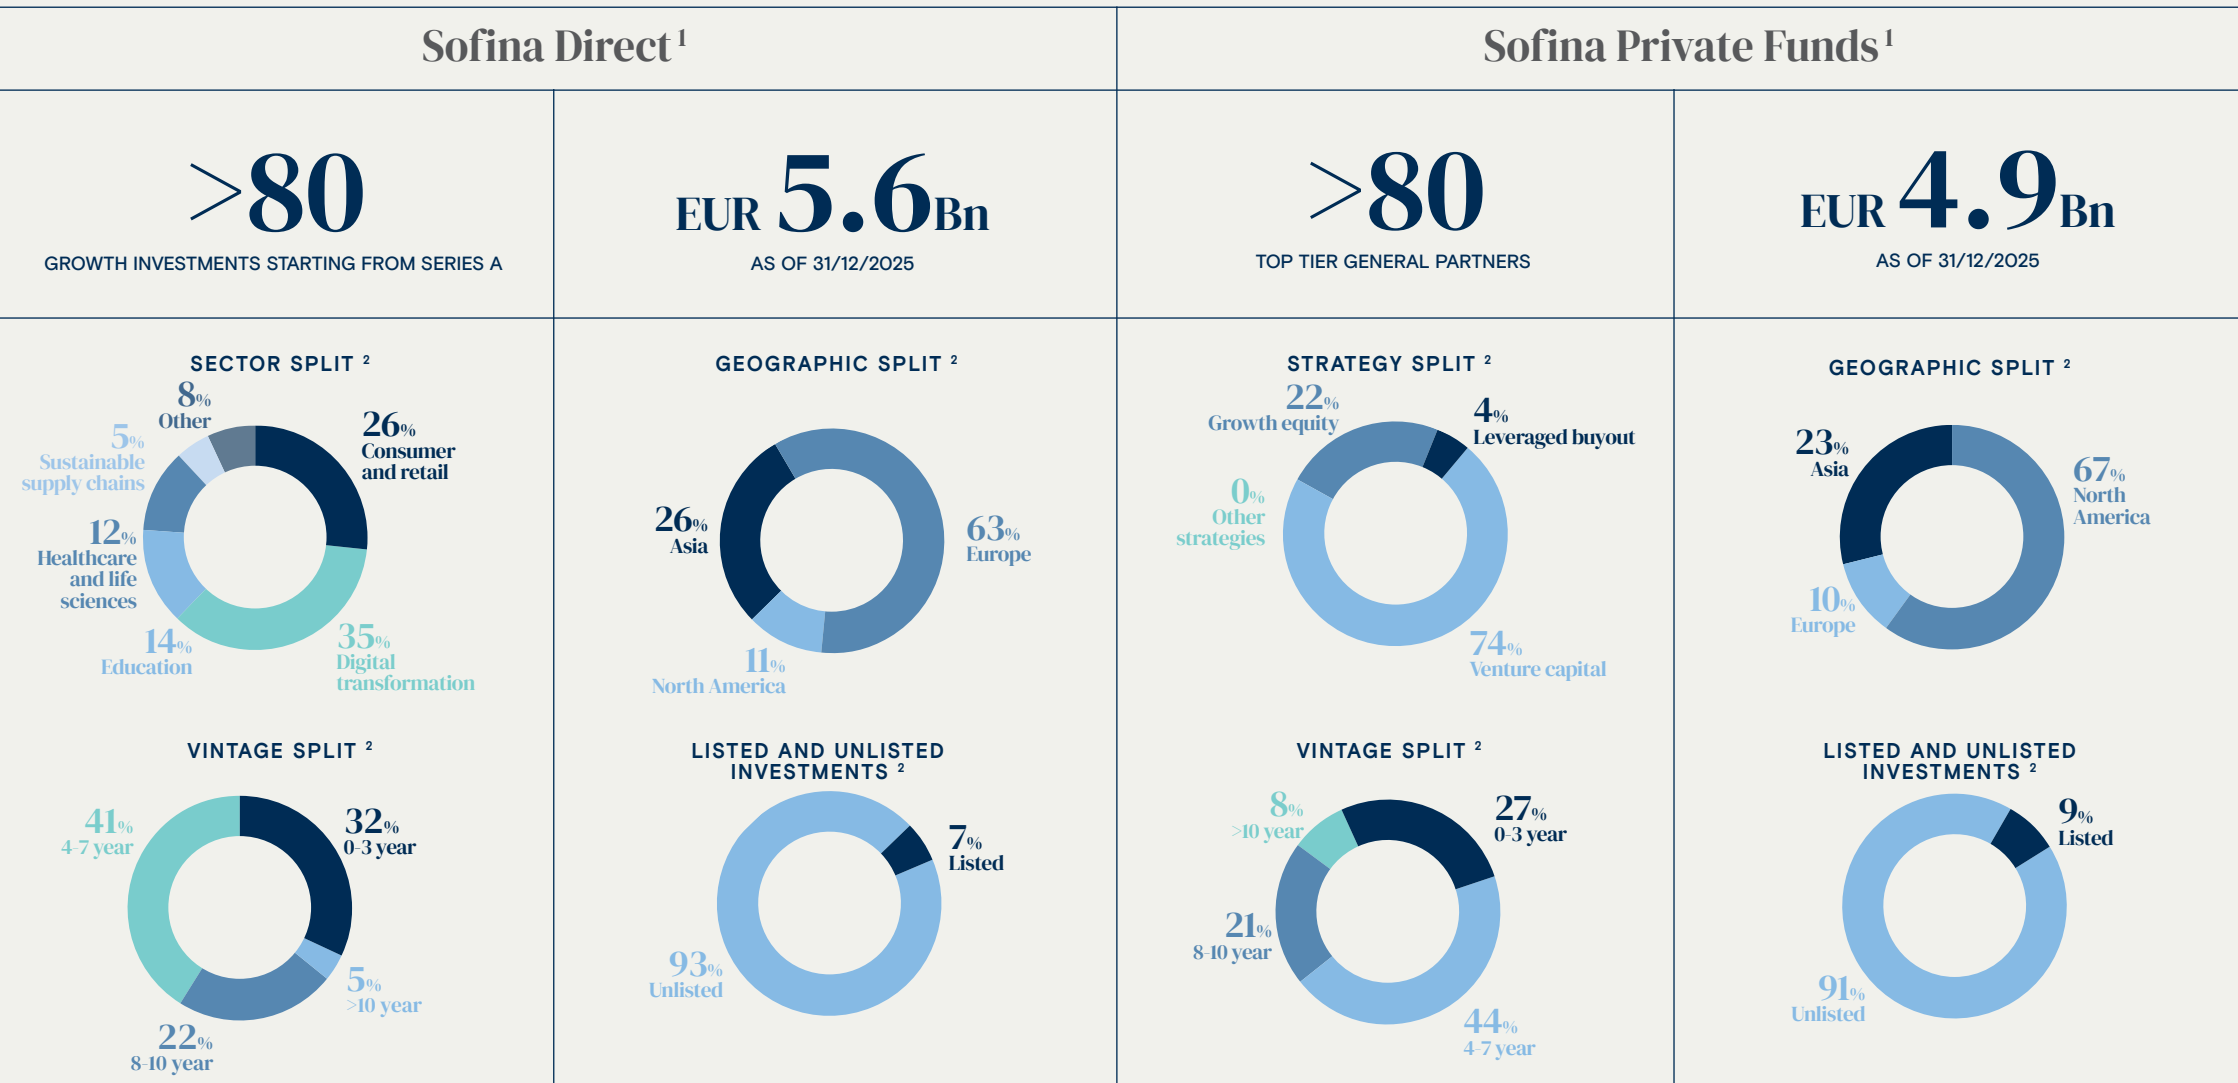 Sofina Direct ¹
Sofina Private Funds ¹
>80
GROWTH INVESTMENTS STARTING FROM SERIES A
EUR 5.6Bn
AS OF 31/12/2025
>80
TOP TIER GENERAL PARTNERS
EUR 4.9Bn
AS OF 31/12/2025
SECTOR SPLIT ²
8%
Other
26%
Consumer
and retail
5%
Sustainable
supply chains
12%
Healthcare
and life
sciences
14%
Education
35%
Digital
transformation
GEOGRAPHIC SPLIT ²
26%
Asia
63%
Europe
11%
North America
STRATEGY SPLIT ²
22%
Growth equity
4%
Leveraged buyout
0%
Other
strategies
74%
Venture capital
GEOGRAPHIC SPLIT ²
23%
Asia
67%
North
America
10%
Europe
VINTAGE SPLIT ²
41%
4-7 year
32%
0-3 year
5%
>10 year
22%
8-10 year
LISTED AND UNLISTED
INVESTMENTS ²
7%
Listed
93%
Unlisted
VINTAGE SPLIT ²
8%
>10 year
27%
0-3 year
21%
8-10 year
44%
4-7 year
LISTED AND UNLISTED
INVESTMENTS ²
9%
Listed
91%
Unlisted